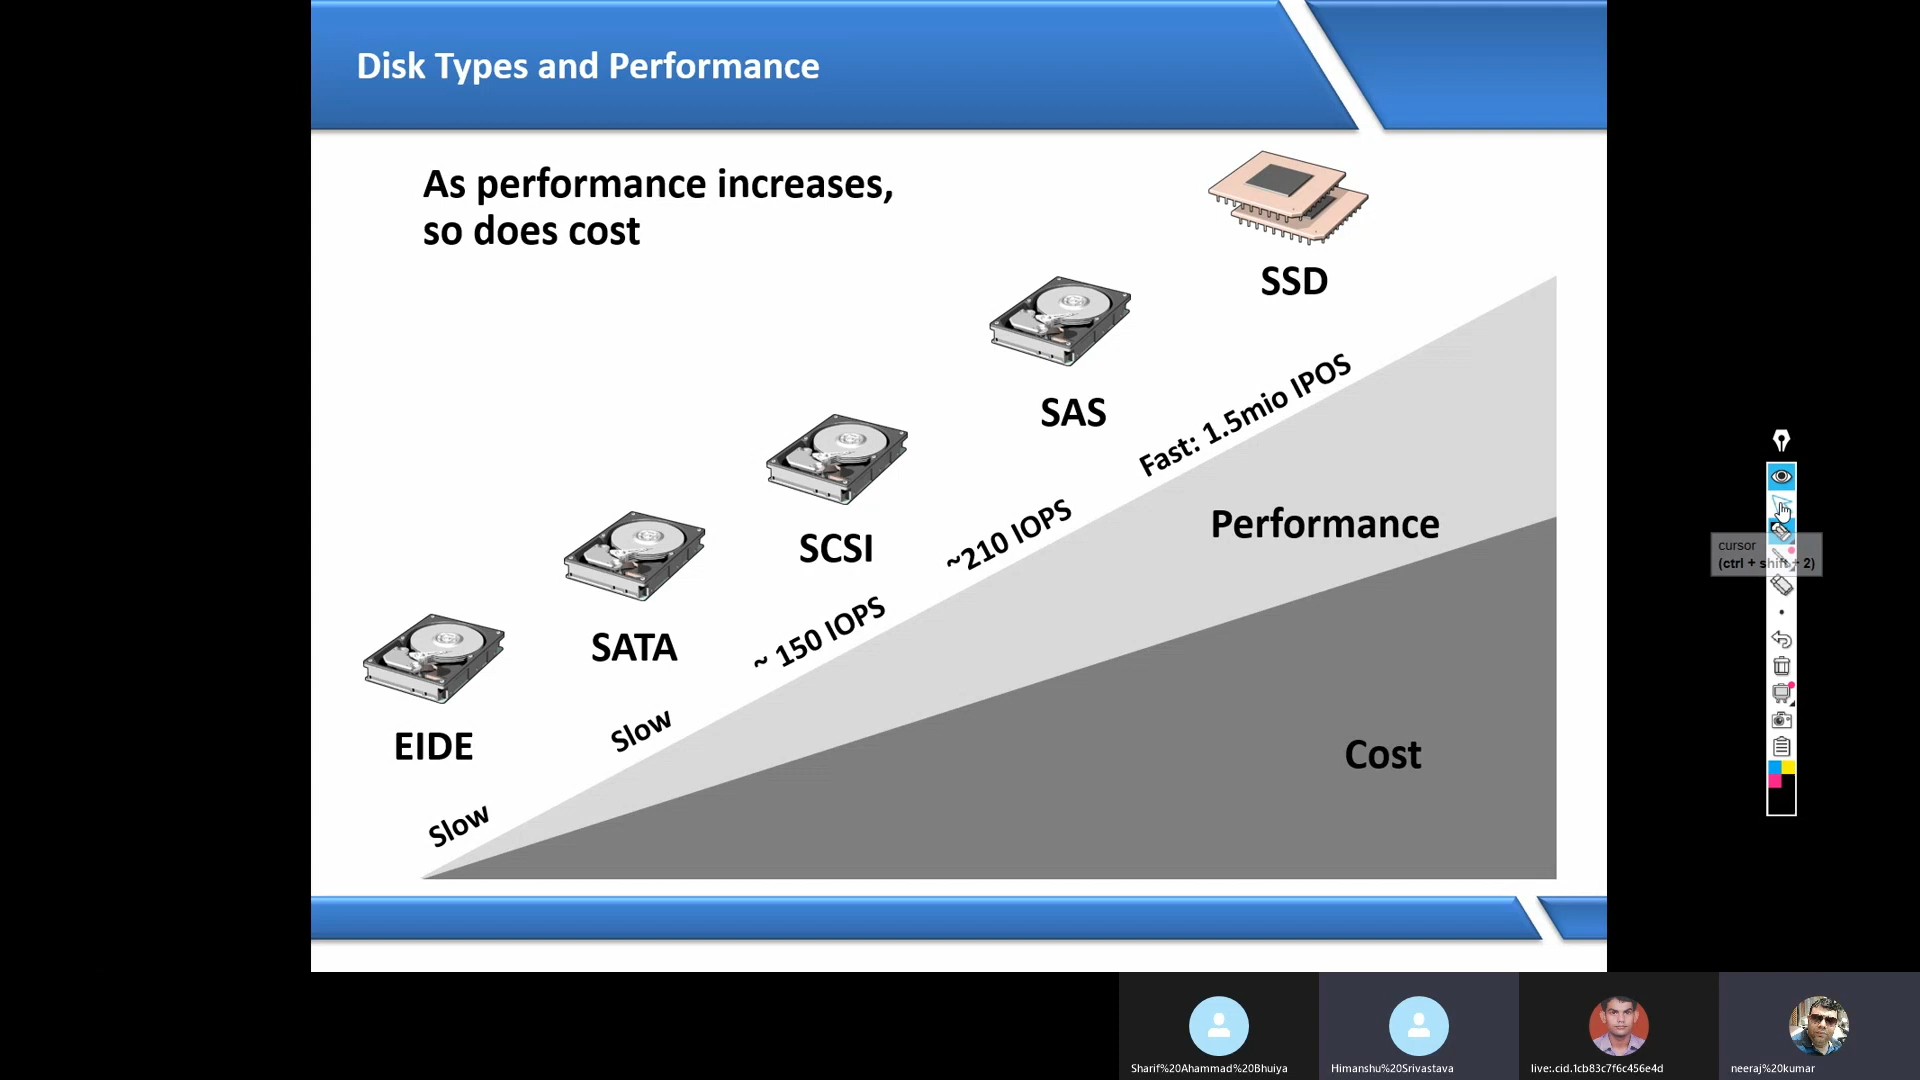 Disk Types and Performance
As performance increases,
so does cost
SSD
SAS
Fast: 1.5mio IPOS
SCSI
~210 IOPS
Performance
SATA
~ 150 IOPS
EIDE
Slow
Cost
Slow
cursor
(ctrl + shift + 2)
Sharif%20Ahammad%20Bhuiya
Himanshu%20Srivastava
live:.cid.1cb83c7f6c456e4d
neeraj%20kumar